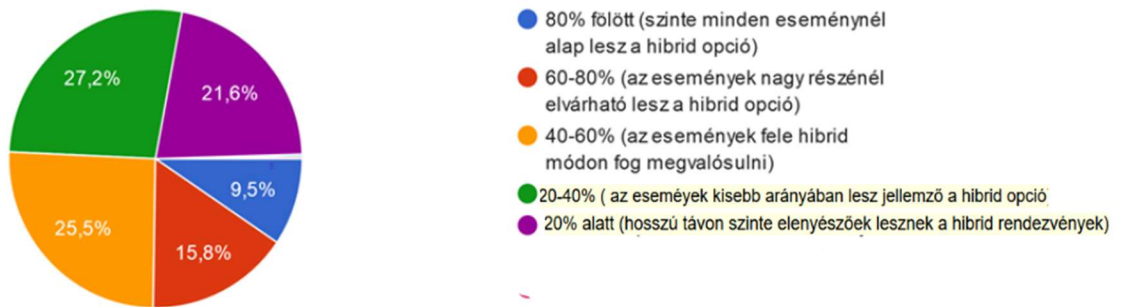 27,2%
21,6%
9,5%
25,5%
15,8%
80% fölött (szinte minden eseménynél
alap lesz a hibrid opció)
60-80% (az események nagy részénél
elvárható lesz a hibrid opció)
40-60% (az események fele hibrid
módon fog megvalósulni)
20-40% ( az eseméyek kisebb arányában lesz jellemző a hibrid opció
20% alatt (hosszú távon szinte elenyészőek lesznek a hibrid rendezvények)